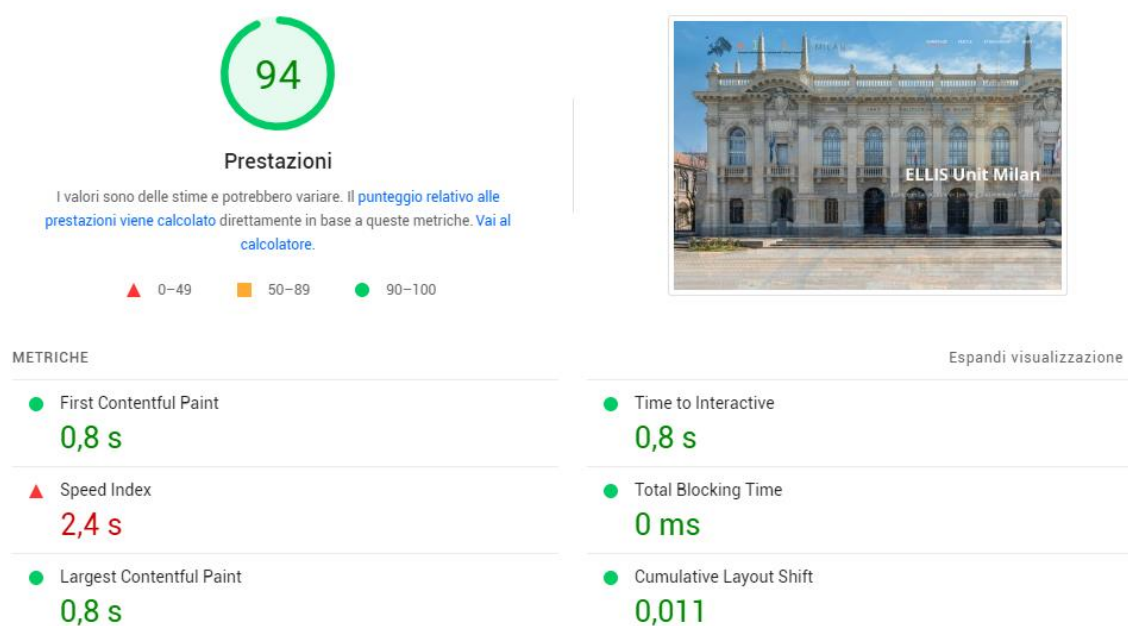 94
Prestazioni
I valori sono delle stime e potrebbero variare. Il punteggio relativo alle
prestazioni viene calcolato direttamente in base a queste metriche. Vai al
calcolatore.
0–49
50–89
90–100
MILAN
ELLIS Unit Milan
METRICHE
Espandi visualizzazione
First Contentful Paint
0,8 s
Time to Interactive
0,8 s
Speed Index
2,4 s
Total Blocking Time
0 ms
Largest Contentful Paint
0,8 s
Cumulative Layout Shift
0,011